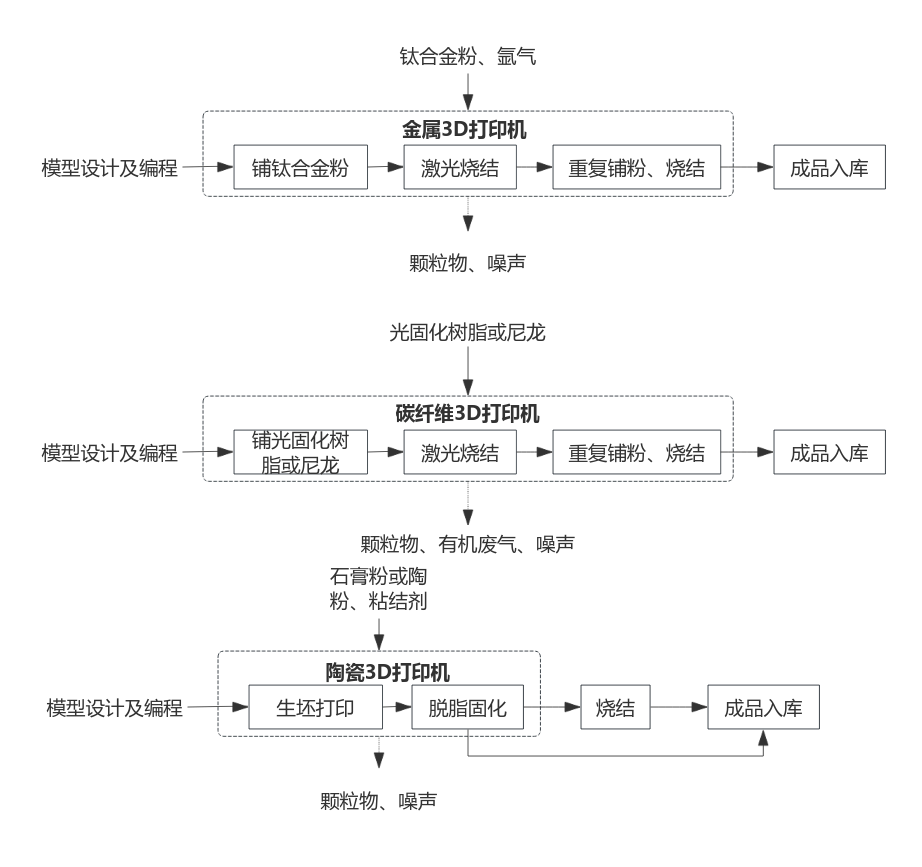 钛合金粉、氩气
金属3D打印机
模型设计及编程
铺钛合金粉
激光烧结
重复铺粉、烧结
成品入库
颗粒物、噪声
光固化树脂或尼龙
碳纤维3D打印机
模型设计及编程
铺光固化树
脂或尼龙
激光烧结
重复铺粉、烧结
成品入库
颗粒物、有机废气、噪声
石膏粉或陶
粉、粘结剂
陶瓷3D打印机
模型设计及编程
生坯打印
脱脂固化
烧结
成品入库
颗粒物、噪声